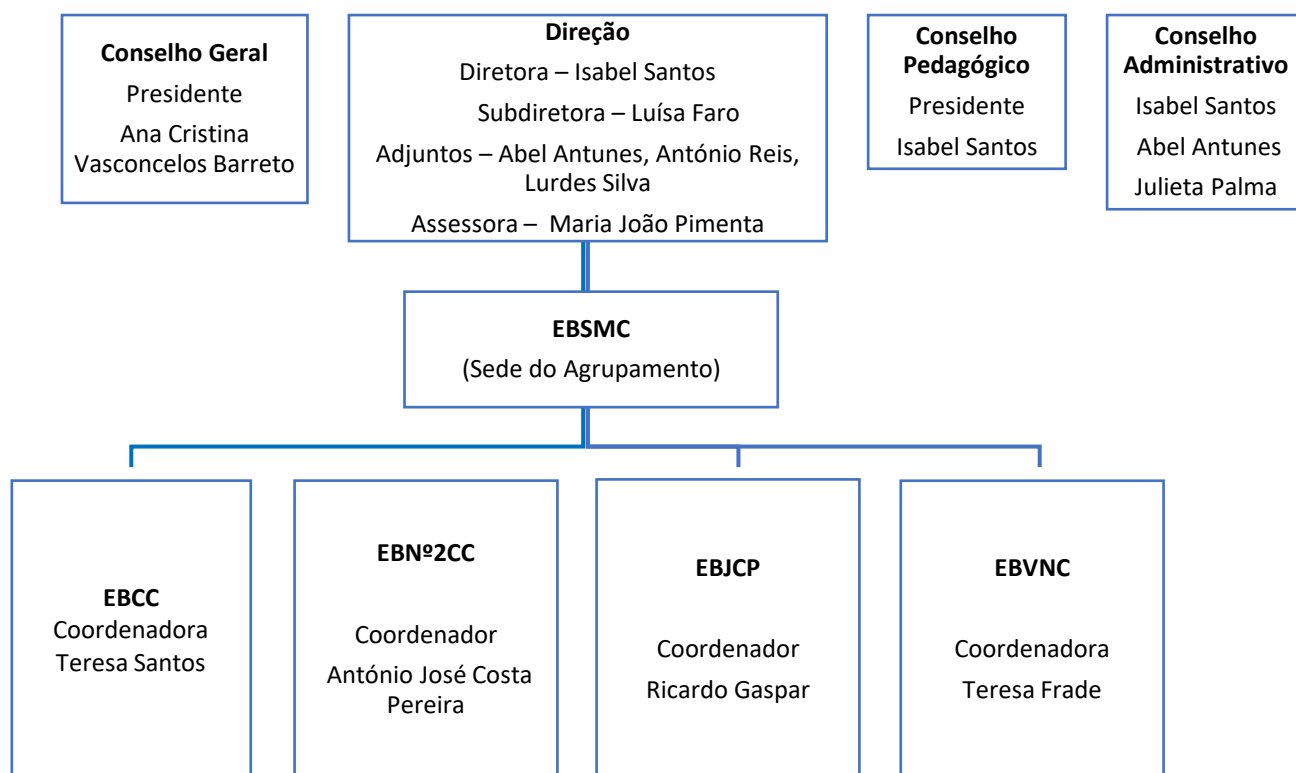 Conselho Geral
Presidente
Ana Cristina
Vasconcelos Barreto
Direção
Diretora – Isabel Santos
Subdiretora – Luísa Faro
Adjuntos – Abel Antunes, António Reis,
Lurdes Silva
Assessora – Maria João Pimenta
Conselho
Pedagógico
Presidente
Isabel Santos
Conselho
Administrativo
Isabel Santos
Abel Antunes
Julieta Palma
EBSMC
(Sede do Agrupamento)
EBCC
Coordenadora
Teresa Santos
EBNº2CC
Coordenador
António José Costa
Pereira
EBJCP
Coordenador
Ricardo Gaspar
EBVNC
Coordenadora
Teresa Frade